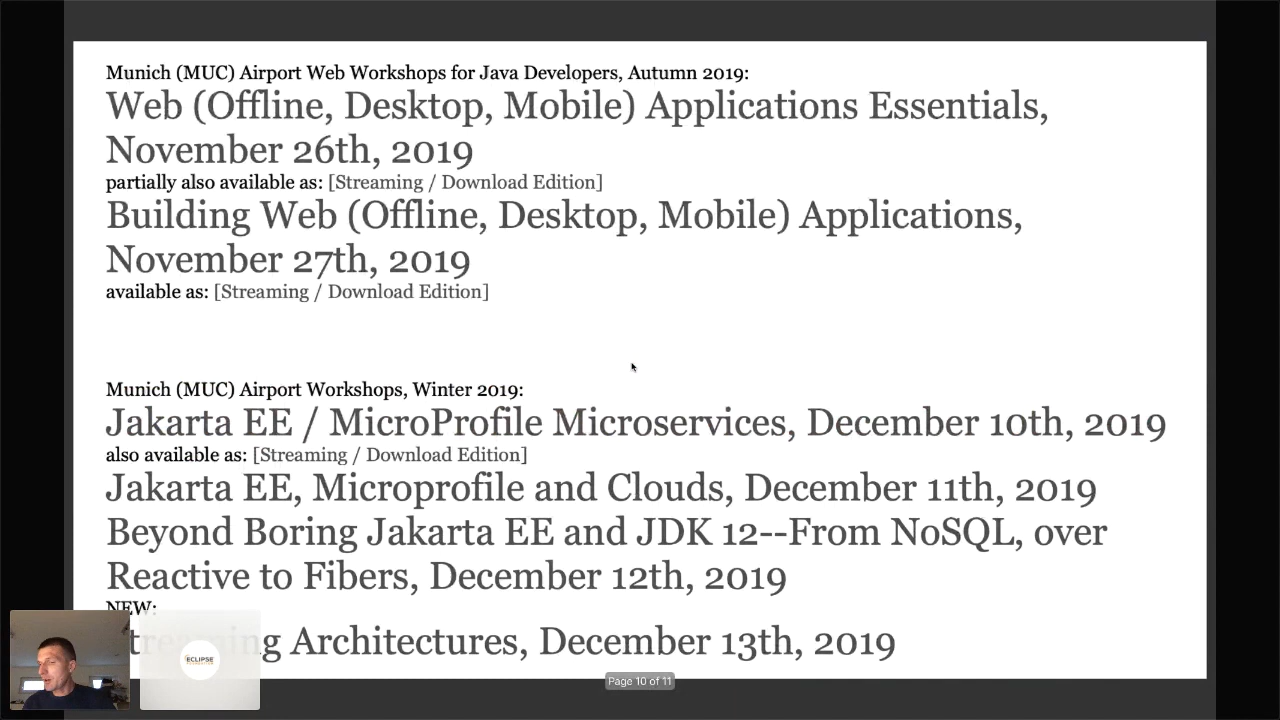 Munich (MUC) Airport Web Workshops for Java Developers, Autumn 2019:
Web (Offline, Desktop, Mobile) Applications Essentials,
November 26th, 2019
partially also available as: [Streaming / Download Edition]
Building Web (Offline, Desktop, Mobile) Applications,
November 27th, 2019
available as: [Streaming / Download Edition]
Munich (MUC) Airport Workshops, Winter 2019:
Jakarta EE / MicroProfile Microservices, December 10th, 2019
also available as: [Streaming / Download Edition]
Jakarta EE, Microprofile and Clouds, December 11th, 2019
Beyond Boring Jakarta EE and JDK 12--From NoSQL, over
Reactive to Fibers, December 12th, 2019
NEW:
Streaming Architectures, December 13th, 2019
ECLIPSE
Page 10 of 11